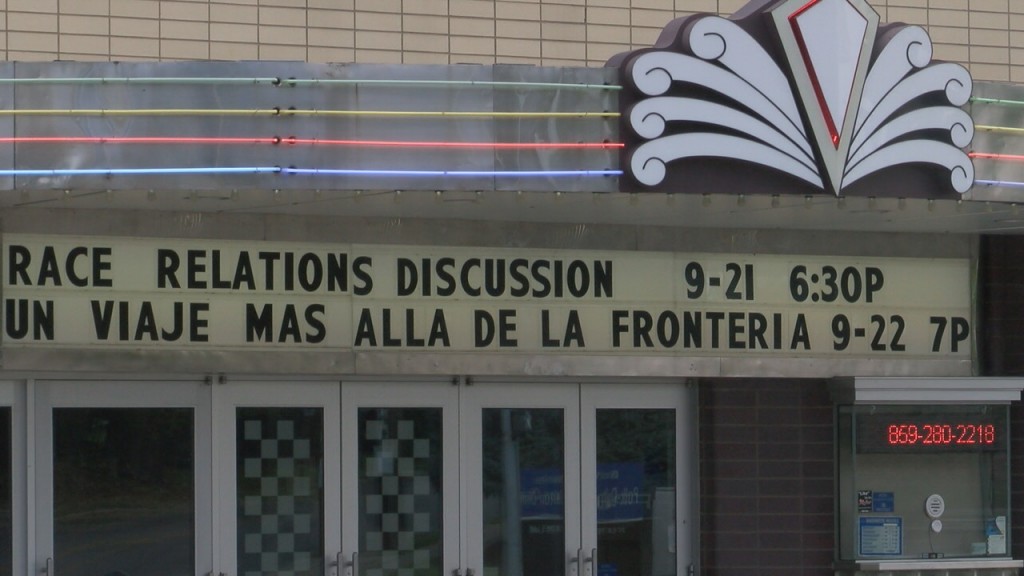 RACE RELATIONS DISCUSSION 9-21 6:30P
UN VIAJE MAS ALLA DE LA FRONTERIA 9-22 7P
859-280-2218